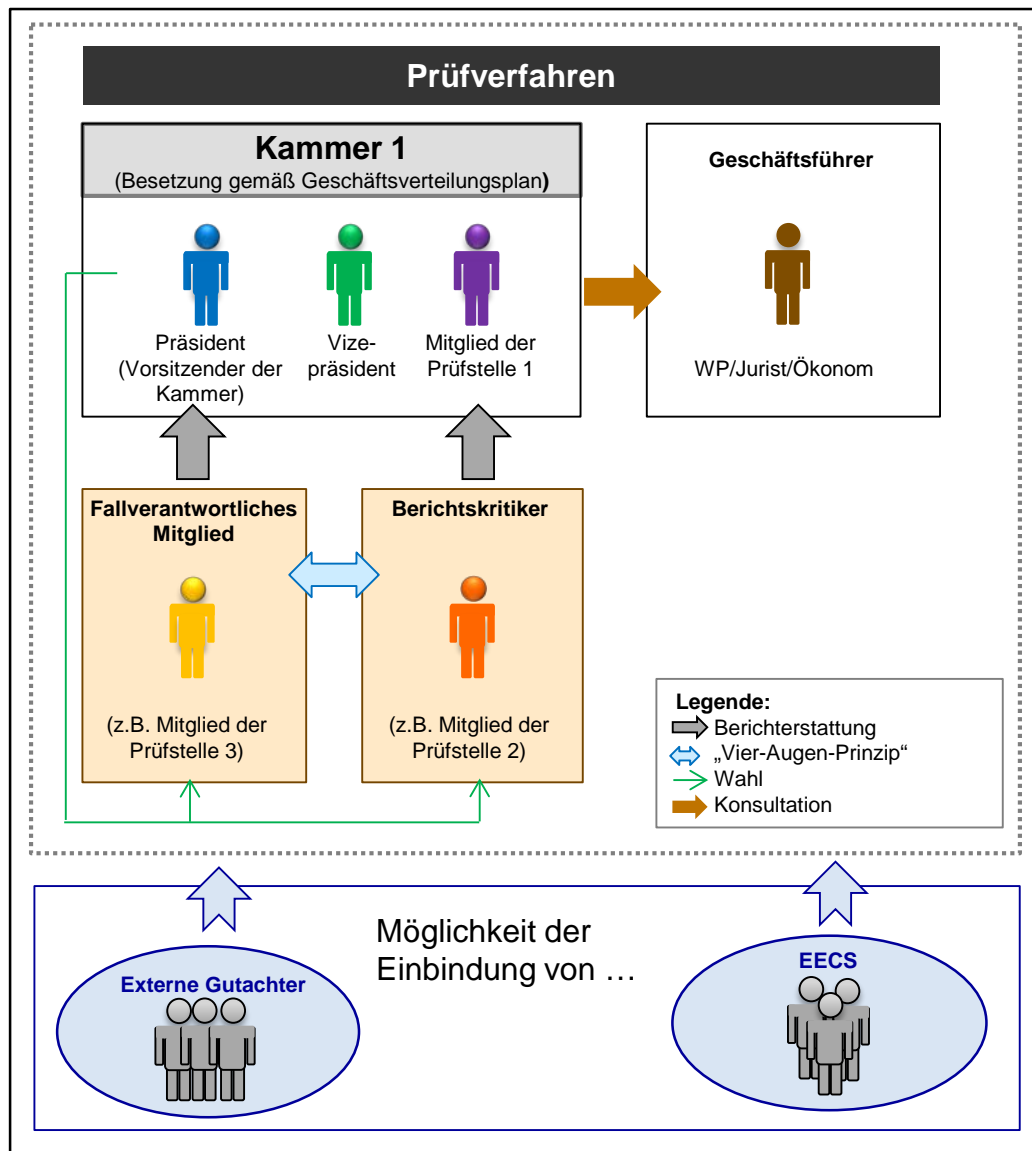 Prüfverfahren
Kammer 1
(Besetzung gemäß Geschäftsverteilungsplan)
Präsident
(Vorsitzender der
Kammer)
Vize-
präsident
Mitglied der
Prüfstelle 1
Geschäftsführer
WP/Jurist/Ökonom
Fallverantwortliches
Mitglied
(z.B. Mitglied der
Prüfstelle 3)
Berichtskritiker
(z.B. Mitglied der
Prüfstelle 2)
Legende:
Berichterstattung
„Vier-Augen-Prinzip“
Wahl
Konsultation
Möglichkeit der
Einbindung von …
Externe Gutachter
EECS